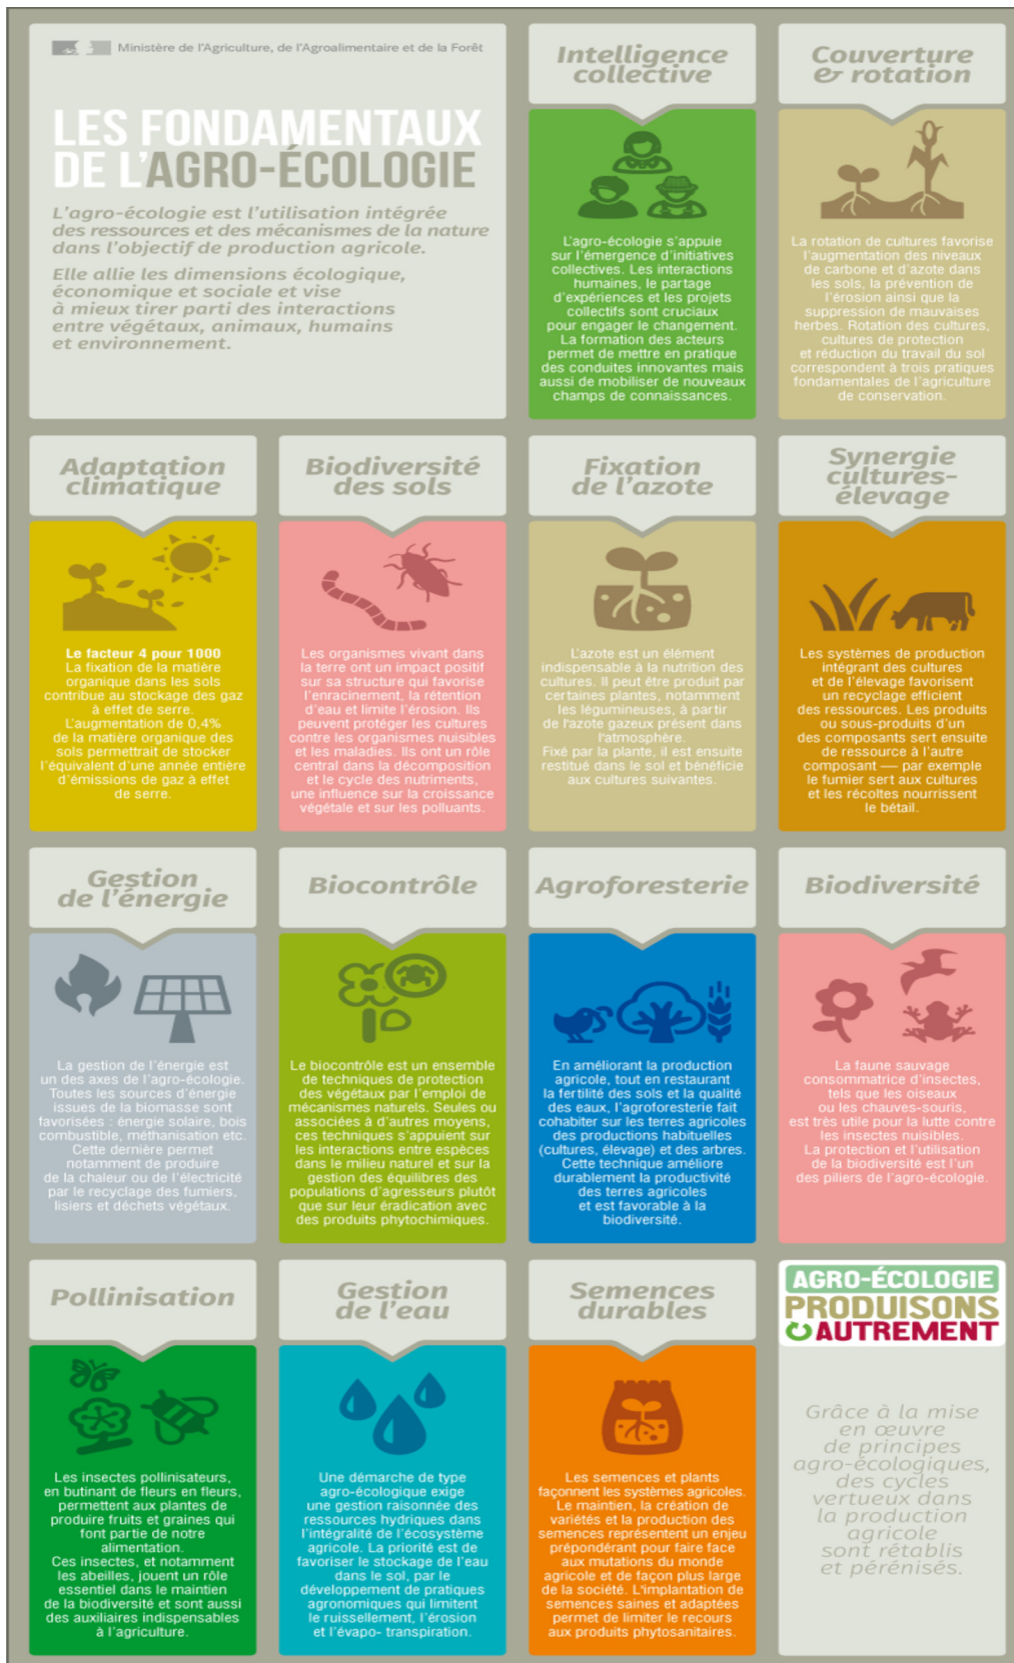 Ministère de l'Agriculture, de l'Agroalimentaire et de la Forêt
LES FONDAMENTAUX
DE L'AGRO-ÉCOLOGIE
L'agro-écologie est l'utilisation intégrée
des ressources et des mécanismes de la nature
dans l'objectif de production agricole.
Elle allie les dimensions écologique,
économique et sociale et vise
à mieux tirer parti des interactions
entre végétaux, animaux, humains
et environnement.
Intelligence
collective
L'agro-écologie s'appuie
sur l'émergence d'initiatives
collectives. Les interactions
humaines, le partage
d'expériences et les projets
collectifs sont cruciaux
pour engager le changement.
La formation des acteurs
permet de mettre en pratique
des conduites innovantes mais
aussi de mobiliser de nouveaux
champs de connaissances.
Couverture
& rotation
La rotation de cultures favorise
l'augmentation des niveaux
de carbone et d'azote dans
les sols, la prévention de
l'érosion ainsi que la
suppression de mauvaises
herbes. Rotation des cultures,
cultures de protection
et réduction du travail du sol
correspondent à trois pratiques
fondamentales de l'agriculture
de conservation.
Adaptation
climatique
Le facteur 4 pour 1000
La fixation de la matière
organique dans les sols
contribue au stockage des gaz
à effet de serre.
L'augmentation de 0,4%
de la matière organique des
sols permettrait de stocker
l'équivalent d'une année entière
d'émissions de gaz à effet
de serre.
Biodiversité
des sols
Les organismes vivant dans
la terre ont un impact positif
sur sa structure qui favorise
l'enracinement, la rétention
d'eau et limite l'érosion. Ils
peuvent protéger les cultures
contre les organismes nuisibles
et les maladies. Ils ont un rôle
central dans la décomposition
et le cycle des nutriments,
une influence sur la croissance
végétale et sur les polluants.
Fixation
de l'azote
L'azote est un élément
indispensable à la nutrition des
cultures. Il peut être produit par
certaines plantes, notamment
les légumineuses, à partir
de l'azote gazeux présent dans
l'atmosphère.
Fixé par la plante, il est ensuite
restitué dans le sol et bénéficie
aux cultures suivantes.
Synergie
cultures-
élevage
Les systèmes de production
intégrant des cultures
et de l'élevage favorisent
un recyclage efficient
des ressources. Les produits
ou sous-produits d'un
des composants sert ensuite
de ressource à l'autre
composant — par exemple
le fumier sert aux cultures
et les récoltes nourrissent
le bétail.
Gestion
de l'énergie
La gestion de l'énergie est
un des axes de l'agro-écologie.
Toutes les sources d'énergie
issues de la biomasse sont
favorisées : énergie solaire, bois
combustible, méthanisation etc.
Cette dernière permet
notamment de produire
de la chaleur ou de l'électricité
par le recyclage des fumiers,
lisiers et déchets végétaux.
Biocontrôle
Le biocontrôle est un ensemble
de techniques de protection
des végétaux par l'emploi de
mécanismes naturels. Seules ou
associées à d'autres moyens,
ces techniques s'appuient sur
les interactions entre espèces
dans le milieu naturel et sur la
gestion des équilibres des
populations d'agresseurs plutôt
que sur leur éradication avec
des produits phytochimiques.
Agroforesterie
En améliorant la production
agricole, tout en restaurant
la fertilité des sols et la qualité
des eaux, l'agroforesterie fait
cohabiter sur les terres agricoles
des productions habituelles
(cultures, élevage) et des arbres.
Cette technique améliore
durablement la productivité
des terres agricoles
et est favorable à la
biodiversité.
Biodiversité
La faune sauvage
consommatrice d'insectes,
tels que les oiseaux
ou les chauves-souris,
est très utile pour la lutte contre
les insectes nuisibles.
La protection et l'utilisation
de la biodiversité est l'un
des piliers de l'agro-écologie.
Pollinisation
Les insectes pollinisateurs,
en butinant de fleurs en fleurs,
permettent aux plantes de
produire fruits et graines qui
font partie de notre
alimentation.
Ces insectes, et notamment
les abeilles, jouent un rôle
essentiel dans le maintien
de la biodiversité et sont aussi
des auxiliaires indispensables
à l'agriculture.
Gestion
de l'eau
Une démarche de type
agro-écologique exige
une gestion raisonnée des
ressources hydriques dans
l'intégralité de l'écosystème
agricole. La priorité est de
favoriser le stockage de l'eau
dans le sol, par le
développement de pratiques
agronomiques qui limitent
le ruissellement, l'érosion
et l'évapo- transpiration.
Semences
durables
Les semences et plants
façonnent les systèmes agricoles.
Le maintien, la création de
variétés et la production des
semences représentent un enjeu
prépondérant pour faire face
aux mutations du monde
agricole et de façon plus large
de la société. L'implantation de
semences saines et adaptées
permet de limiter le recours
aux produits phytosanitaires.
AGRO-ÉCOLOGIE
PRODUISONS
AUTREMENT
Grâce à la mise
en œuvre
de principes
agro-écologiques,
des cycles
vertueux dans
la production
agricole
sont rétablis
et pérénisés.